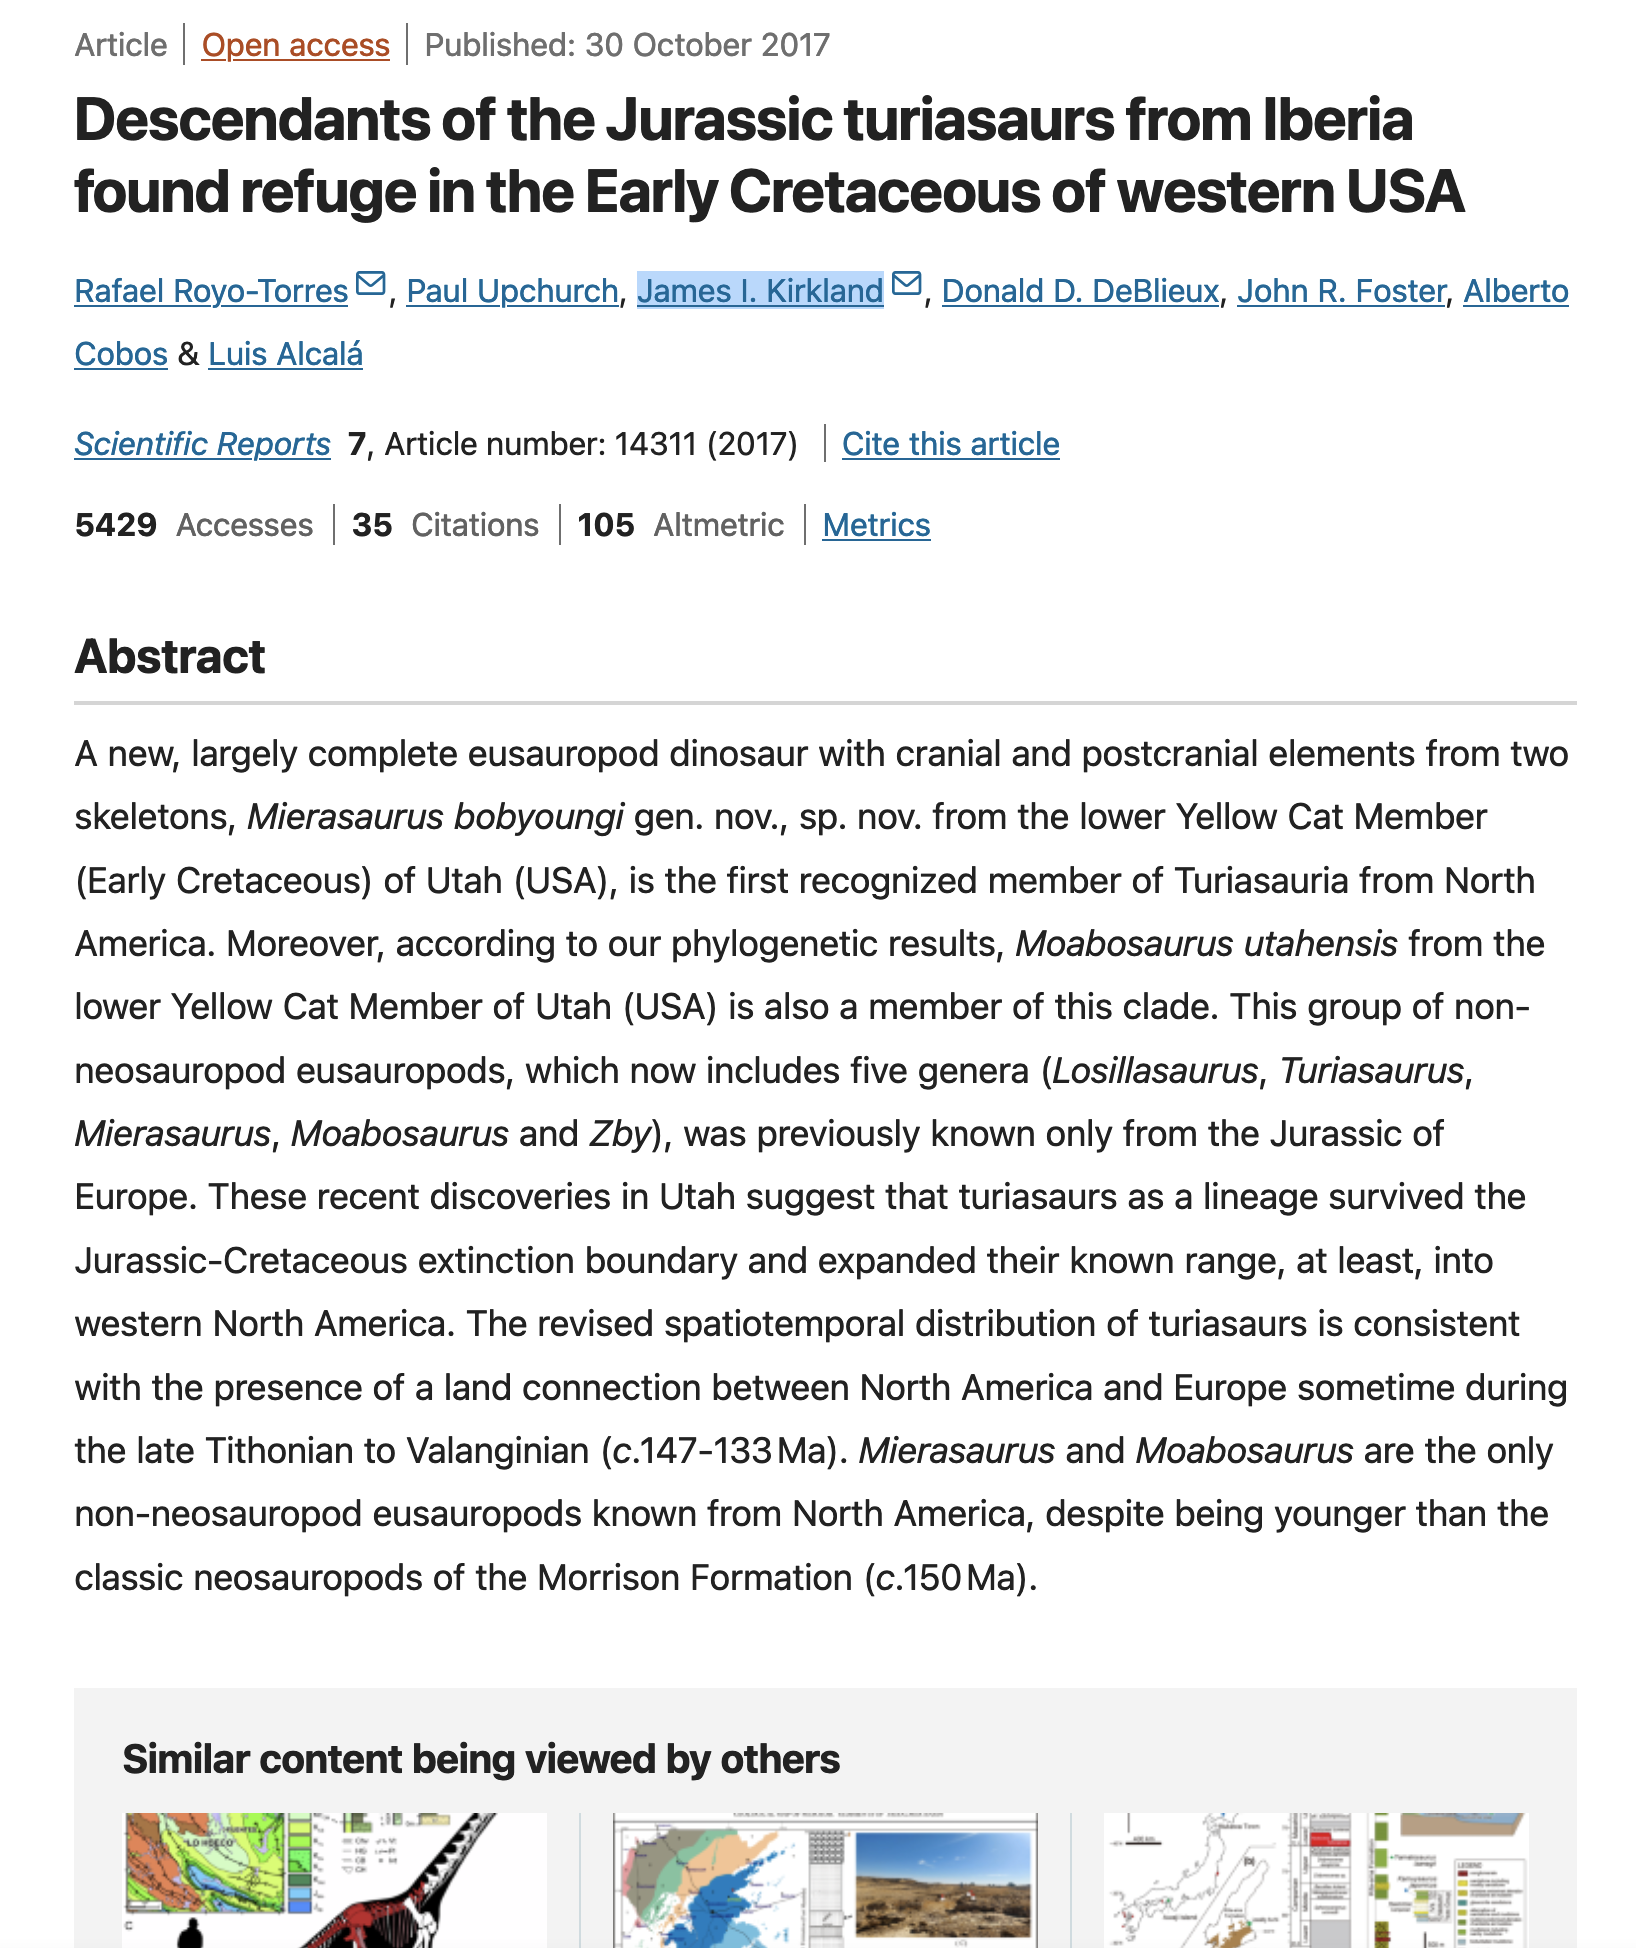 Article | Open access | Published: 30 October 2017
Descendants of the Jurassic turiasaurs from Iberia
found refuge in the Early Cretaceous of western USA
Rafael Royo-Torres, Paul Upchurch, James I. Kirkland, Donald D. DeBlieux, John R. Foster, Alberto
Cobos & Luis Alcalá
Scientific Reports 7, Article number: 14311 (2017) | Cite this article
5429 Accesses | 35 Citations | 105 Altmetric | Metrics
Abstract
A new, largely complete eusauropod dinosaur with cranial and postcranial elements from two
skeletons, Mierasaurus bobyoungi gen. nov., sp. nov. from the lower Yellow Cat Member
(Early Cretaceous) of Utah (USA), is the first recognized member of Turiasauria from North
America. Moreover, according to our phylogenetic results, Moabosaurus utahensis from the
lower Yellow Cat Member of Utah (USA) is also a member of this clade. This group of non-
neosauropod eusauropods, which now includes five genera (Losillasaurus, Turiasaurus,
Mierasaurus, Moabosaurus and Zby), was previously known only from the Jurassic of
Europe. These recent discoveries in Utah suggest that turiasaurs as a lineage survived the
Jurassic-Cretaceous extinction boundary and expanded their known range, at least, into
western North America. The revised spatiotemporal distribution of turiasaurs is consistent
with the presence of a land connection between North America and Europe sometime during
the late Tithonian to Valanginian (c.147-133 Ma). Mierasaurus and Moabosaurus are the only
non-neosauropod eusauropods known from North America, despite being younger than the
classic neosauropods of the Morrison Formation (c.150 Ma).
Similar content being viewed by others
"LO HUECO"
C
LEGEND